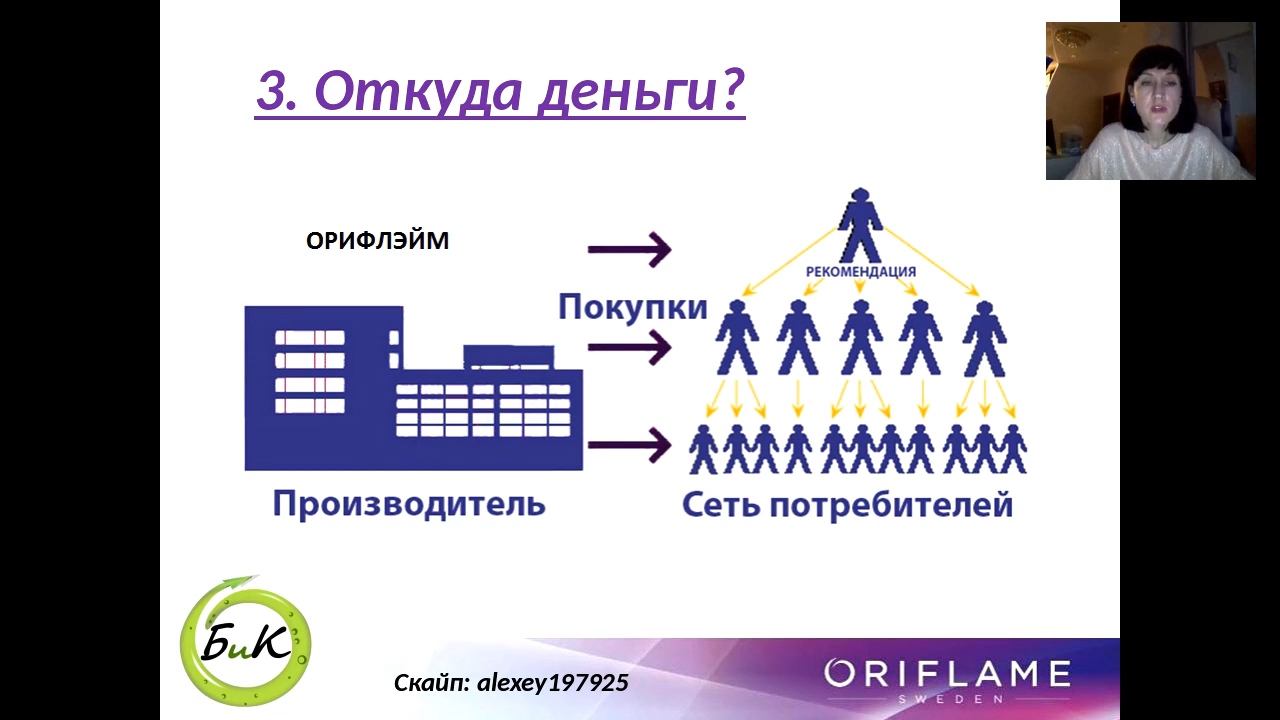 3. Откуда деньги?
ОРИФЛЭЙМ
РЕКОМЕНДАЦИЯ
Покупки
Производитель
Сеть потребителей
БиК
Скайп: alexey197925
ORIFLAME
SWEDEN